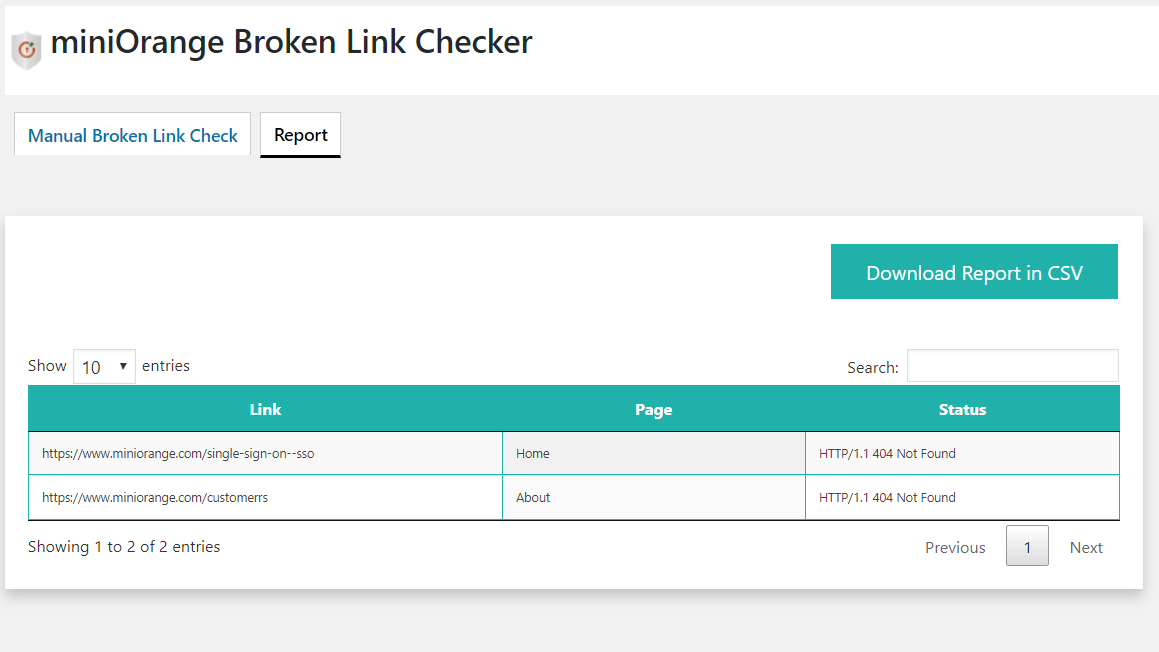 miniOrange Broken Link Checker
Manual Broken Link Check Report
Download Report in CSV
Show 10 entries Search:
Link Page Status
https://www.miniorange.com/single-sign-on--sso Home HTTP/1.1 404 Not Found
https://www.miniorange.com/customerrs About HTTP/1.1 404 Not Found
Showing 1 to 2 of 2 entries Previous 1 Next